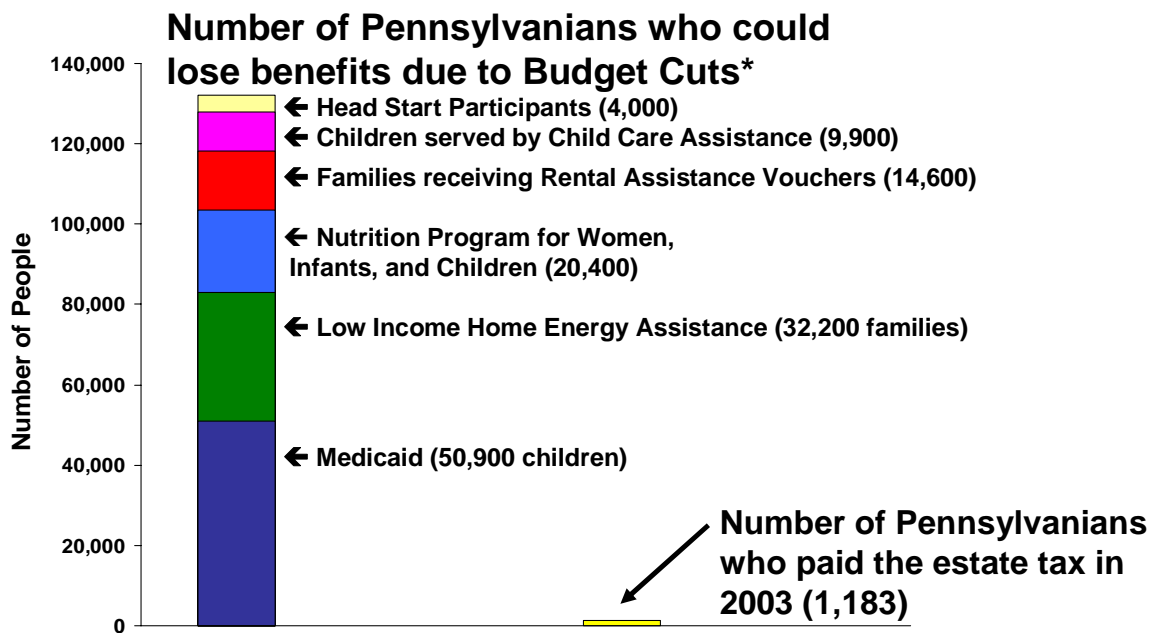 Number of Pennsylvanians who could
lose benefits due to Budget Cuts*
140,000
120,000
100,000
80,000
60,000
40,000
20,000
0
Number of People
← Head Start Participants (4,000)
← Children served by Child Care Assistance (9,900)
← Families receiving Rental Assistance Vouchers (14,600)
← Nutrition Program for Women,
Infants, and Children (20,400)
← Low Income Home Energy Assistance (32,200 families)
← Medicaid (50,900 children)
Number of Pennsylvanians
who paid the estate tax in
2003 (1,183)